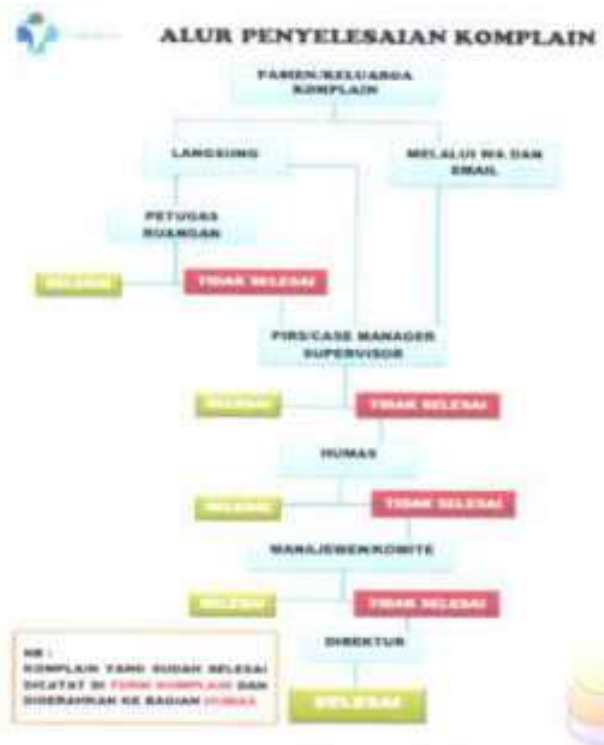 ALUR PENYELESAIAN KOMPLAIN
PASIEN/KELUARGA
KOMPLAIN
LANGSUNG
MELALUI WA DAN
EMAIL
PETUGAS
RUANGAN
SELESAI
TIDAK SELESAI
MANAGER
SUPERVISOR
SELESAI
TIDAK SELESAI
HUMAS
SELESAI
TIDAK SELESAI
MANAJEMEN/KOMITE
SELESAI
TIDAK SELESAI
DIREKTUR
SELESAI
NB :
KOMPLAIN YANG SUDAH SELESAI
DICATAT DI FORM KOMPLAIN DAN
DISERAHKAN KE BAGIAN HUMAS